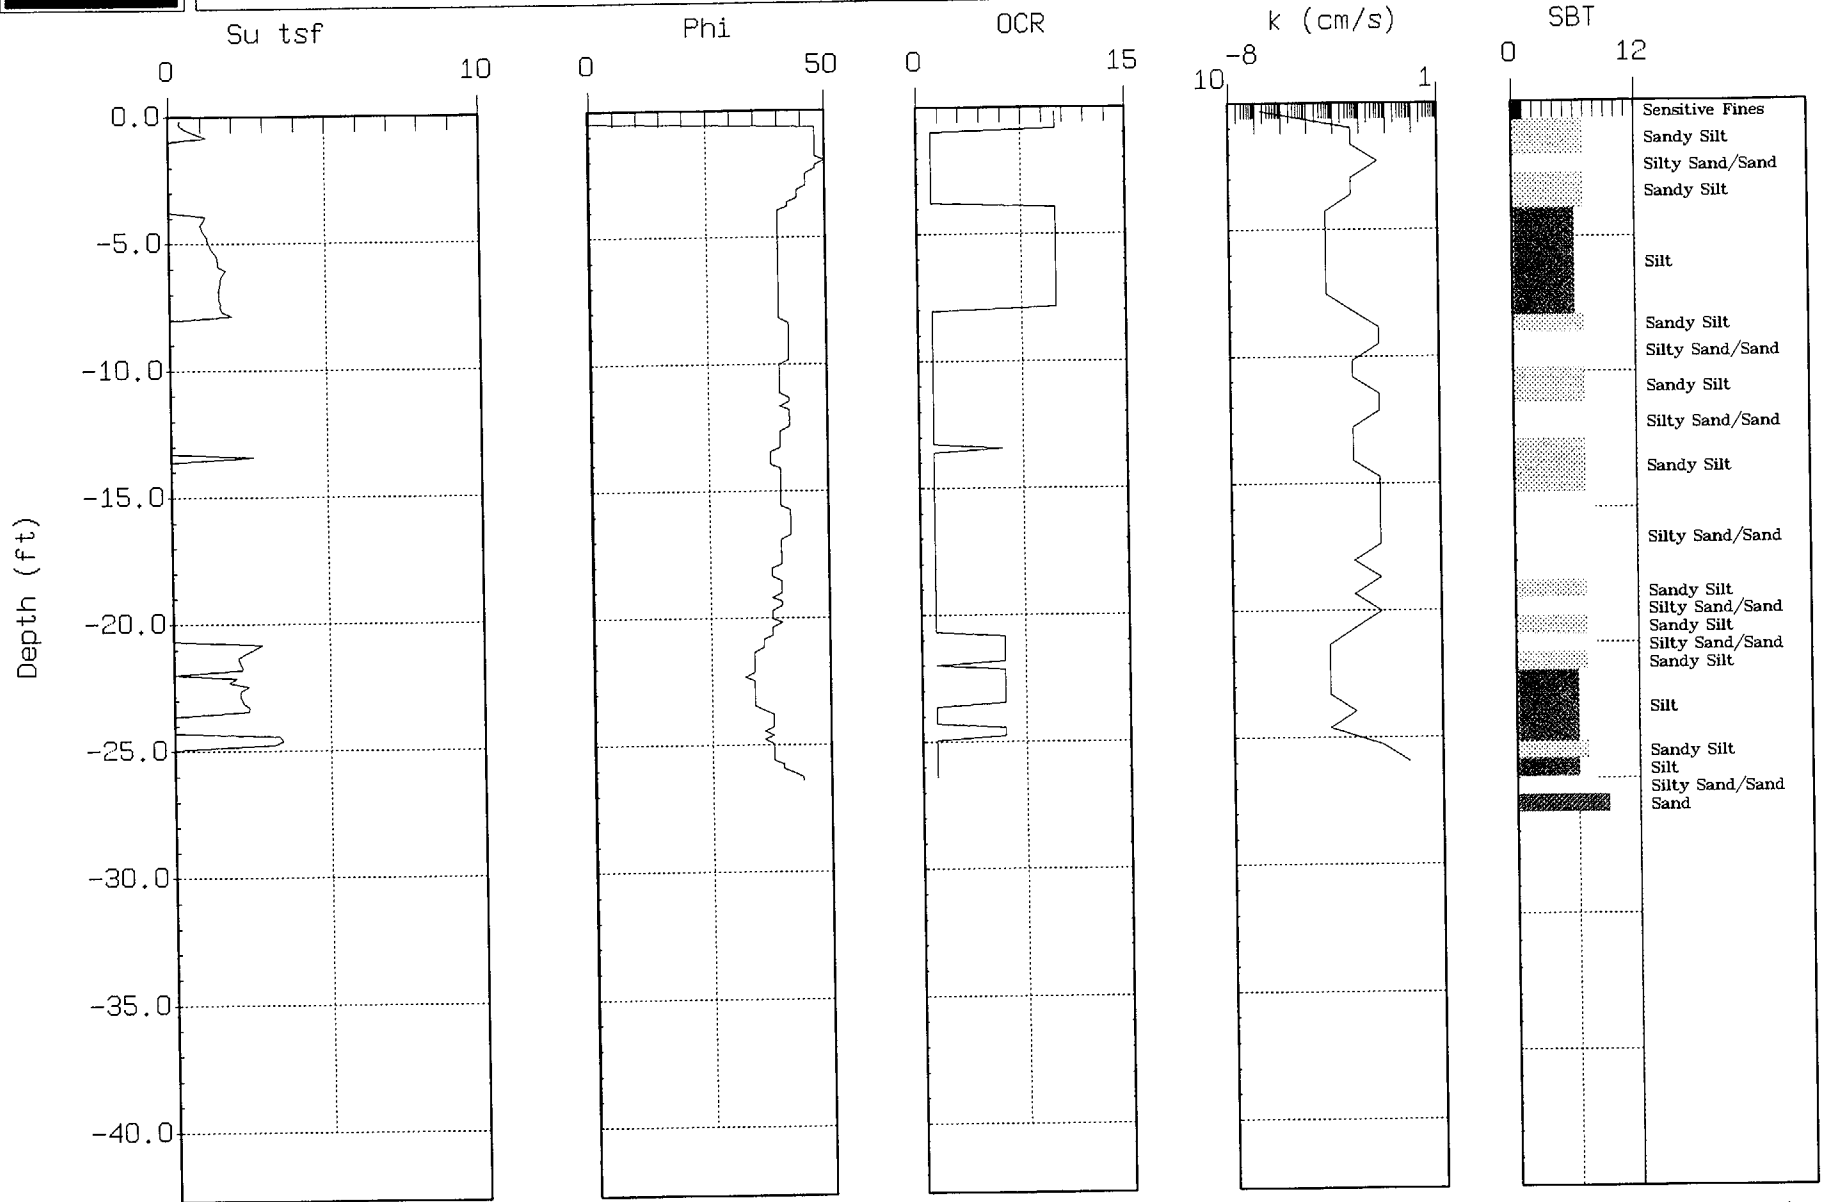 Su tsf
Phi
OCR
k (cm/s)
SBT
0 10
0 50
0 15
10 -8 1
0 12
Depth (ft)
0.0
-5.0
-10.0
-15.0
-20.0
-25.0
-30.0
-35.0
-40.0
Sensitive Fines
Sandy Silt
Silty Sand/Sand
Sandy Silt
Silt
Sandy Silt
Silty Sand/Sand
Sandy Silt
Silty Sand/Sand
Sandy Silt
Silty Sand/Sand
Sandy Silt
Silty Sand/Sand
Sandy Silt
Silty Sand/Sand
Sandy Silt
Silt
Sandy Silt
Silt
Silty Sand/Sand
Sand